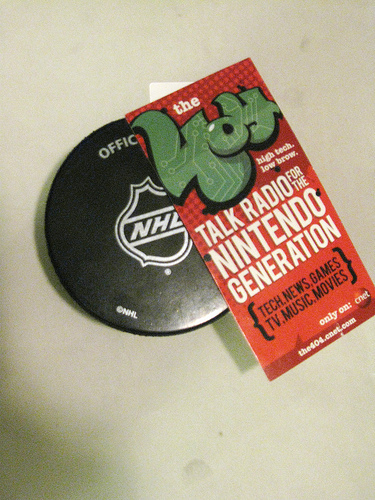 OFFIC
NHL
®
©NHL
the
404
high tech.
low brow.
TALK RADIO FOR THE
NINTENDO
GENERATION
{TECH.NEWS.GAMES
TV.MUSIC.MOVIES}
only on: cnet
the404.cnet.com